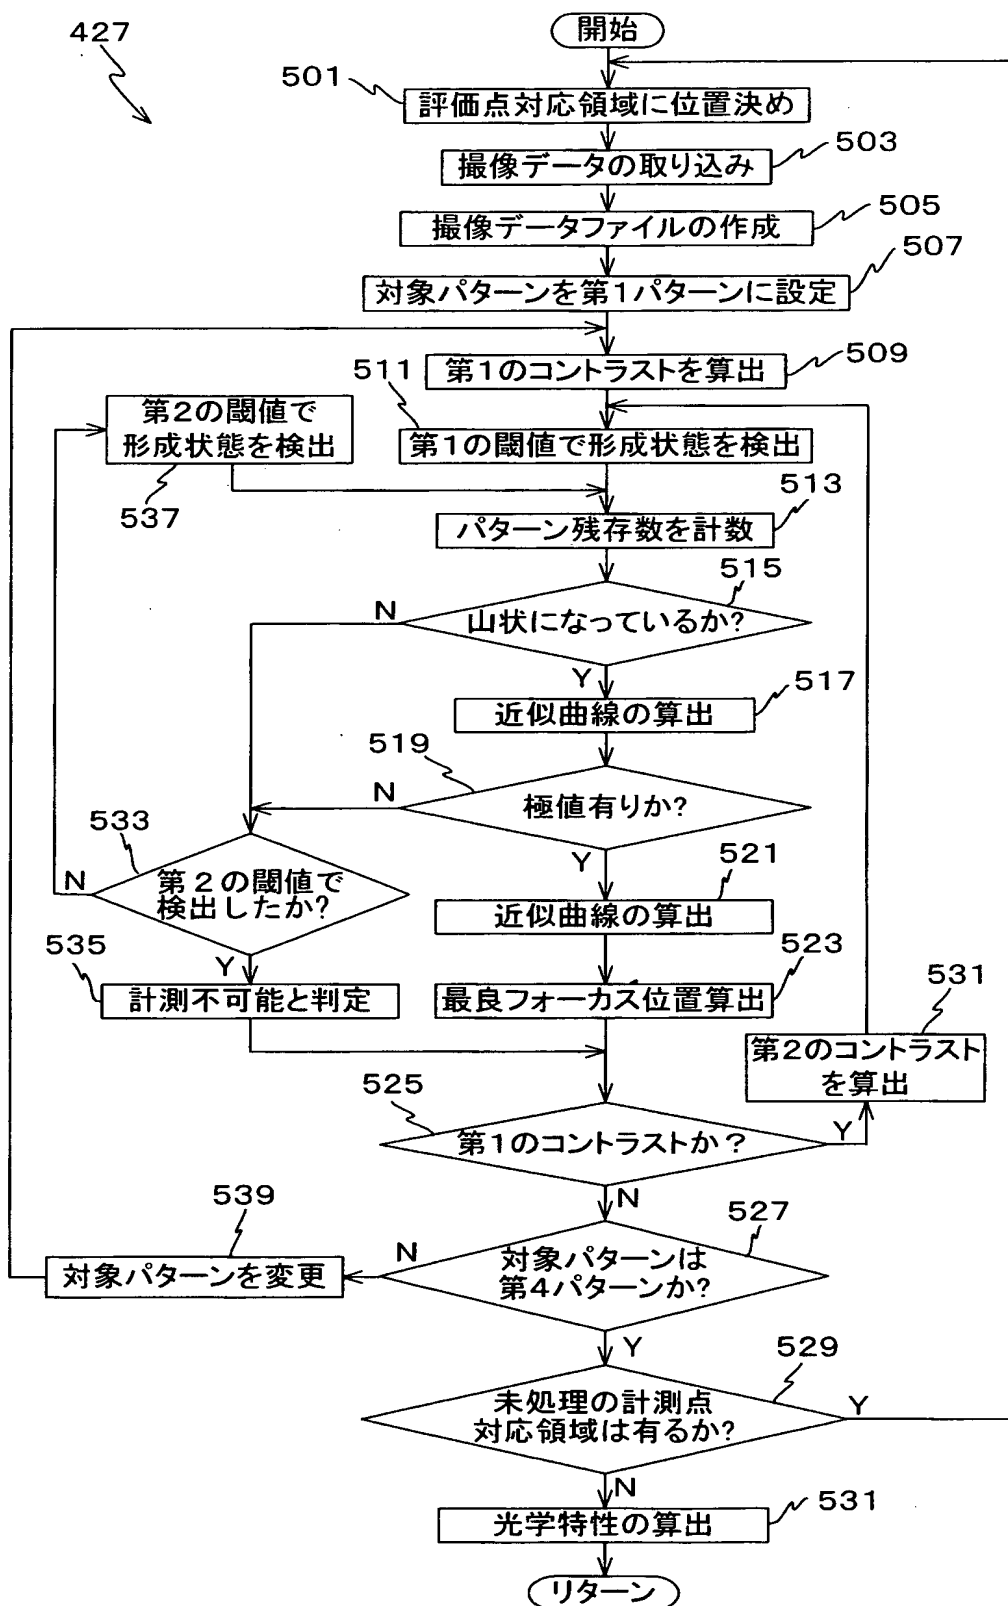 427
開始
501
評価点対応領域に位置決め
503
撮像データの取り込み
505
撮像データファイルの作成
507
対象パターンを第1パターンに設定
509
第1のコントラストを算出
511
第1の閾値で形成状態を検出
第2の閾値で
形成状態を検出
537
513
パターン残存数を計数
515
山状になっているか?
N
Y
517
近似曲線の算出
519
極値有りか?
N
Y
533
第2の閾値で
検出したか?
N
Y
521
近似曲線の算出
535
計測不可能と判定
523
最良フォーカス位置算出
531
第2のコントラスト
を算出
525
第1のコントラストか?
Y
N
539
対象パターンを変更
527
対象パターンは
第4パターンか?
N
Y
529
未処理の計測点
対応領域は有るか?
Y
N
531
光学特性の算出
リターン